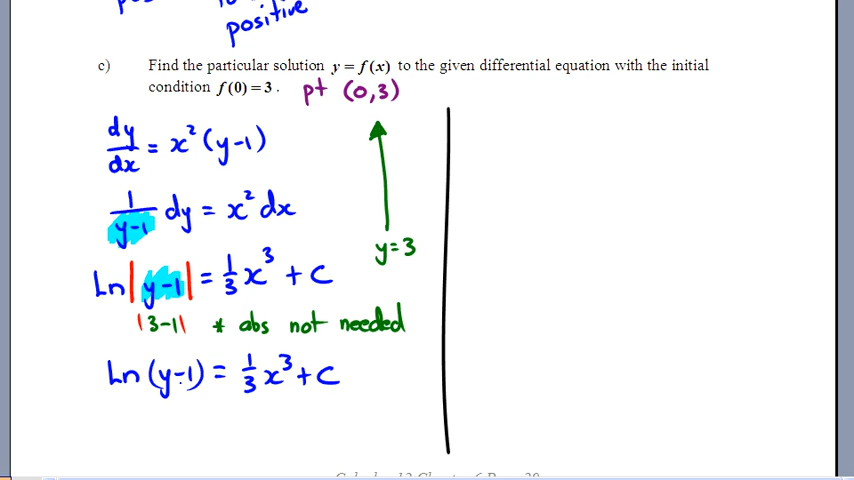 positive
c) Find the particular solution y = f(x) to the given differential equation with the initial
condition f(0) = 3. pt (0,3)
dy/dx = x² (y-1)
1/(y-1) dy = x² dx
y=3
Ln|y-1| = 1/3 x³ + C
|3-1| * abs not needed
Ln (y-1) = 1/3 x³ + C